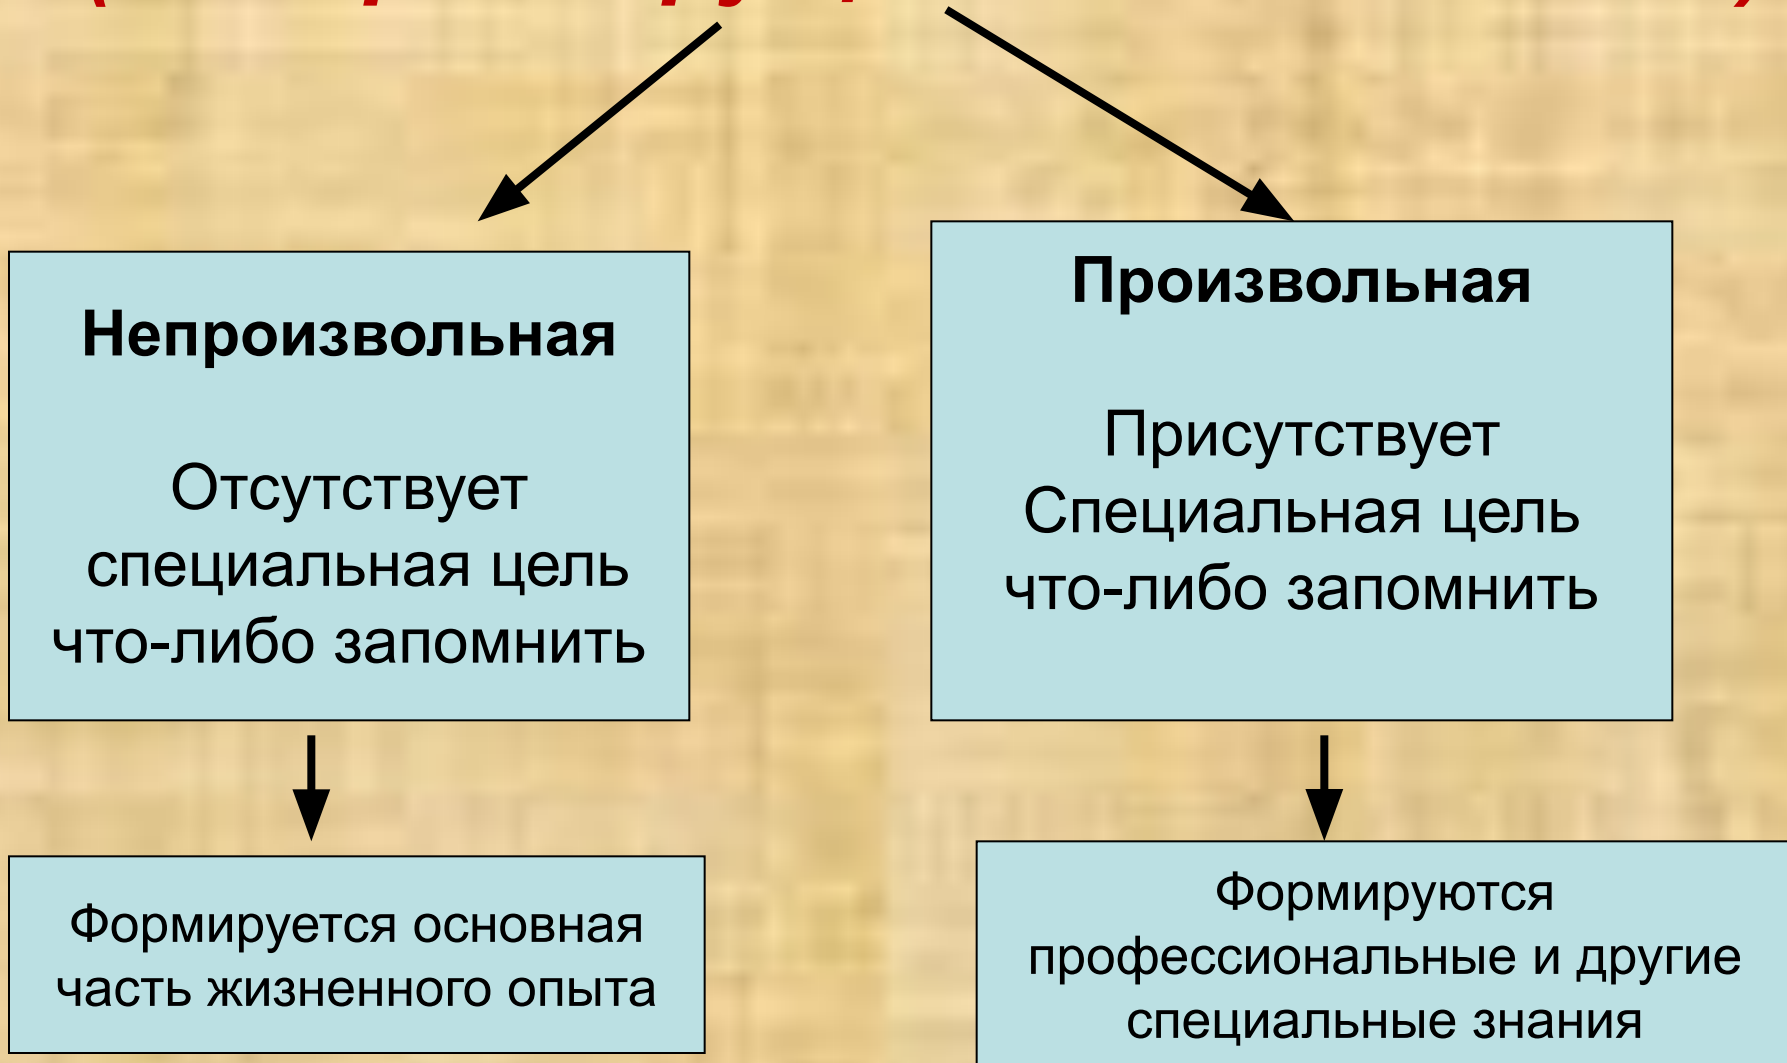 Непроизвольная
Отсутствует
специальная цель
что-либо запомнить
Произвольная
Присутствует
Специальная цель
что-либо запомнить
Формируется основная
часть жизненного опыта
Формируются
профессиональные и другие
специальные знания